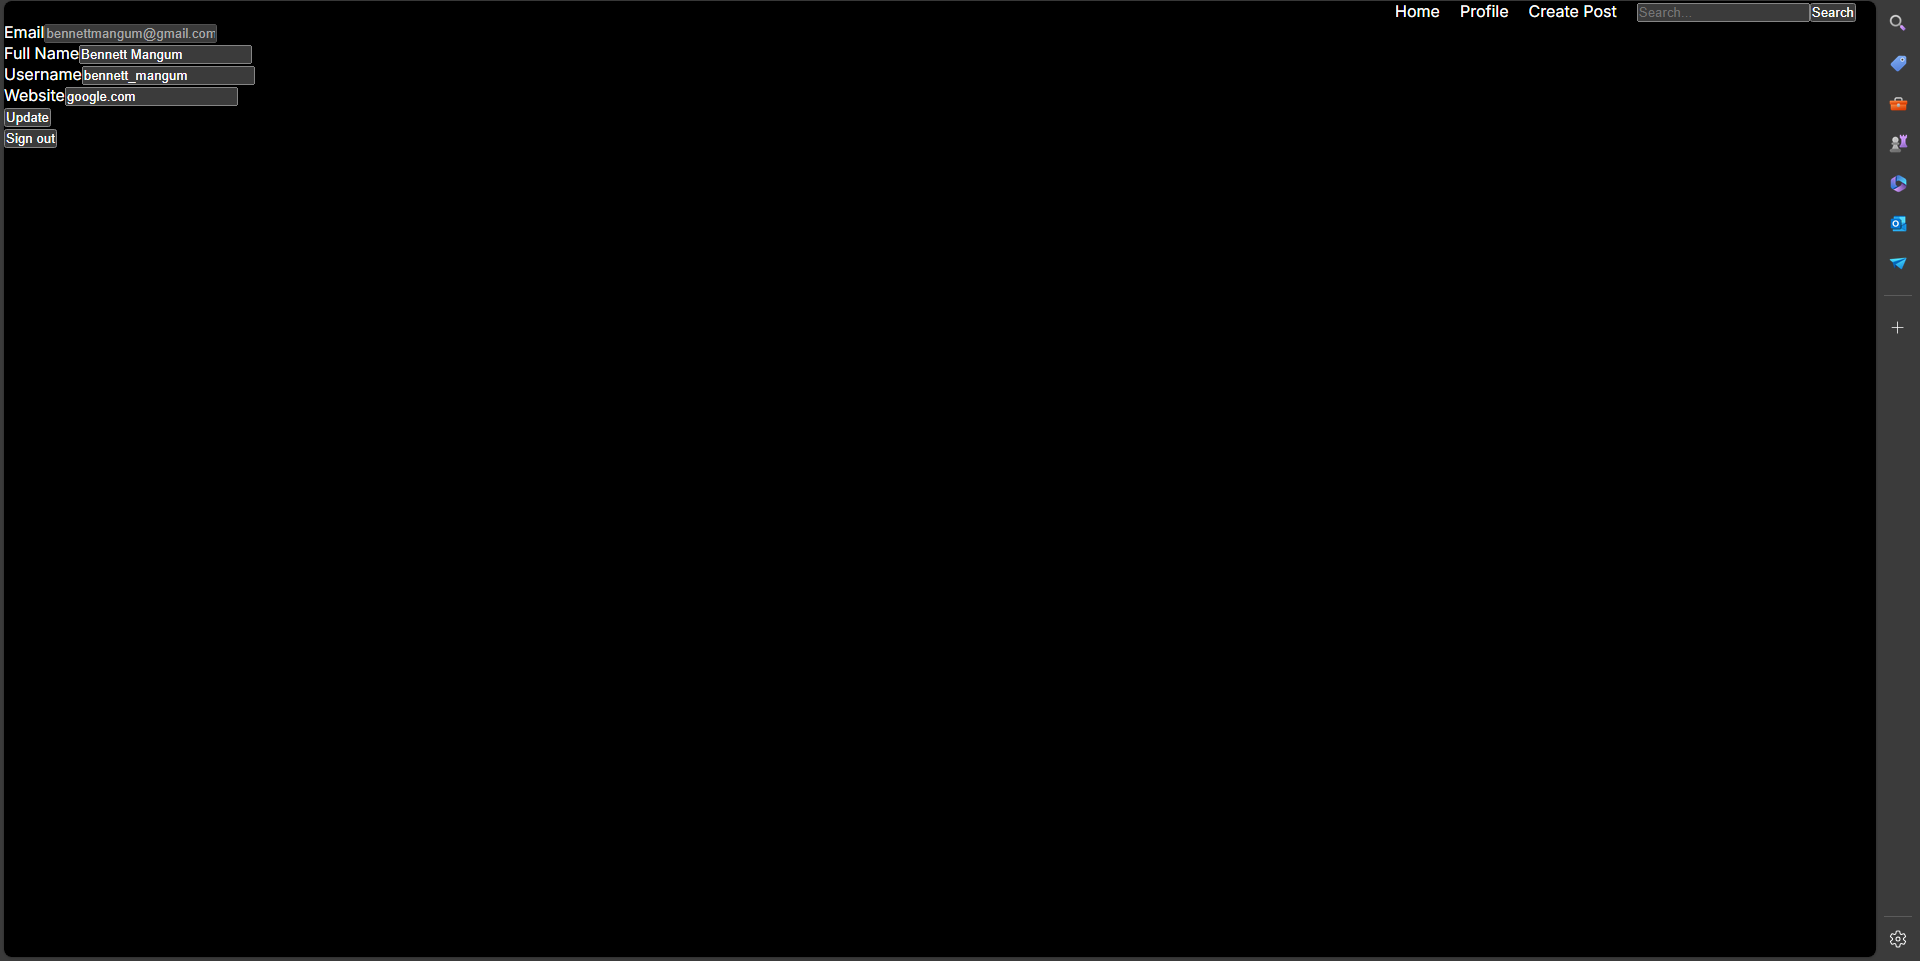 Home Profile Create Post Search... Search
Email bennettmangum@gmail.com
Full Name Bennett Mangum
Username bennett_mangum
Website google.com
Update
Sign out